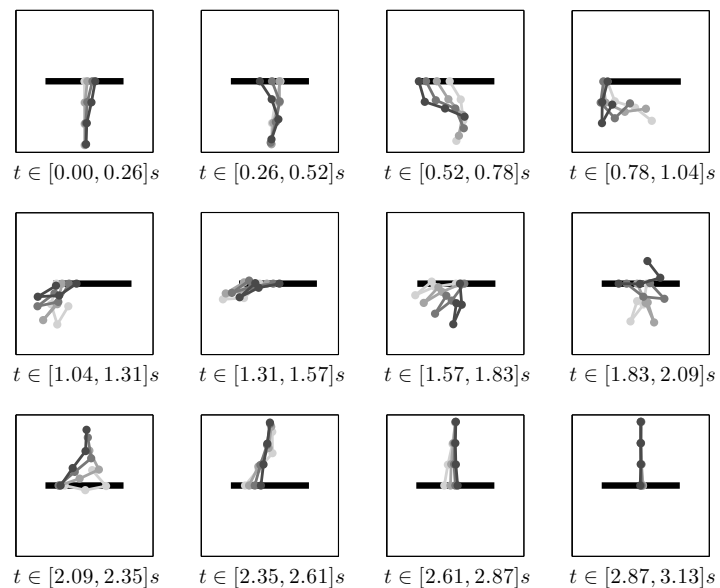 t ∈ [0.00, 0.26]s t ∈ [0.26, 0.52]s t ∈ [0.52, 0.78]s t ∈ [0.78, 1.04]s
t ∈ [1.04, 1.31]s t ∈ [1.31, 1.57]s t ∈ [1.57, 1.83]s t ∈ [1.83, 2.09]s
t ∈ [2.09, 2.35]s t ∈ [2.35, 2.61]s t ∈ [2.61, 2.87]s t ∈ [2.87, 3.13]s